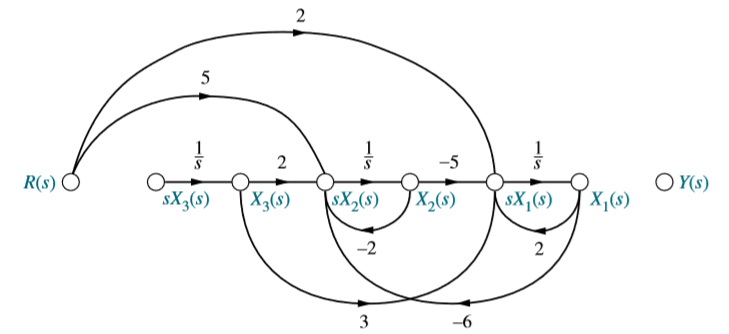 2
5
1/s
2
1/s
–5
1/s
R(s)
sX₃(s)
X₃(s)
sX₂(s)
X₂(s)
sX₁(s)
X₁(s)
Y(s)
–2
2
3
–6